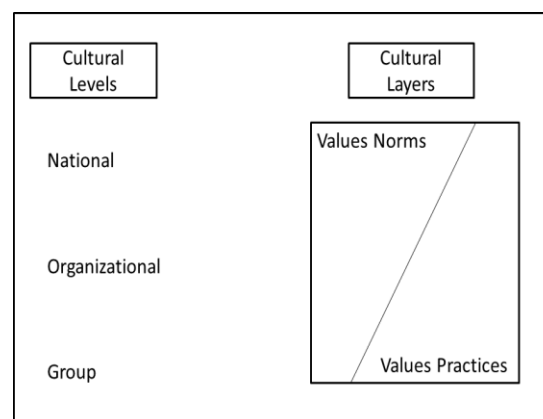 Cultural
Levels
Cultural
Layers
National
Values Norms
Organizational
Group
Values Practices